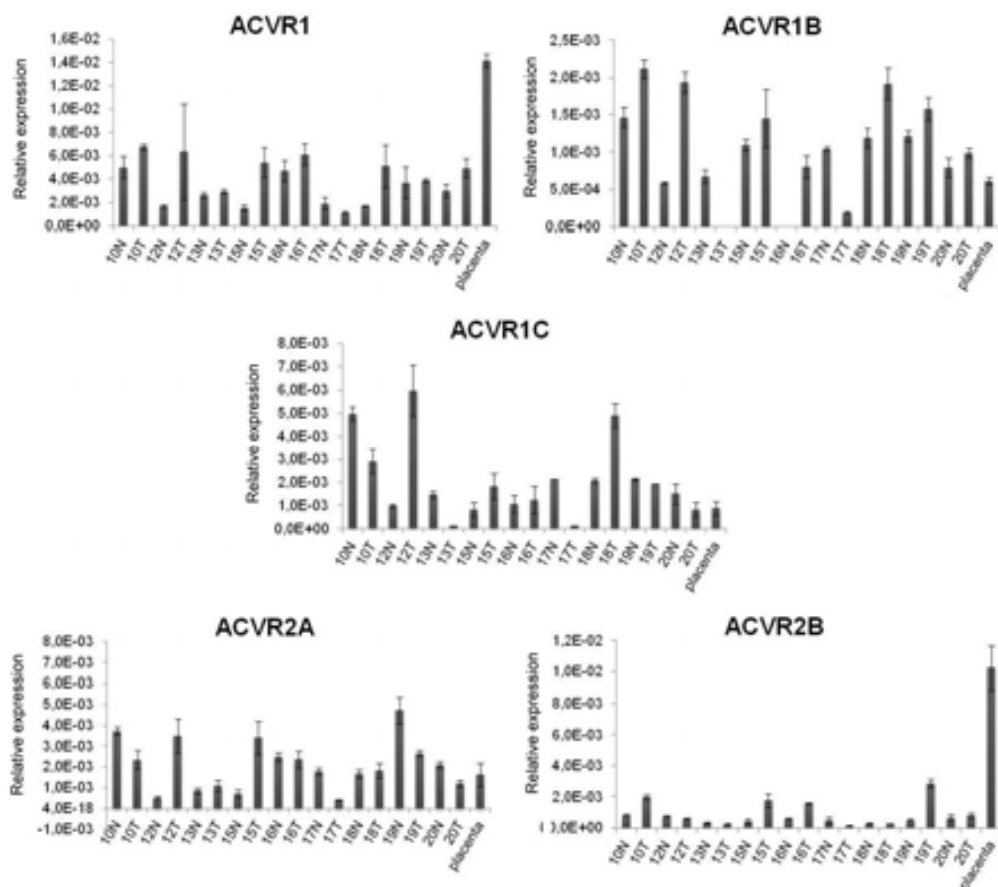 ACVR1
Relative expression
1,6E-02
1,4E-02
1,2E-02
1,0E-02
8,0E-03
6,0E-03
4,0E-03
2,0E-03
0,0E+00
10N 10T 12N 12T 13N 13T 15N 15T 16N 16T 17N 17T 18N 18T 19N 19T 20N 20T placenta
ACVR1B
Relative expression
2,5E-03
2,0E-03
1,5E-03
1,0E-03
5,0E-04
0,0E+00
10N 10T 12N 12T 13N 13T 15N 15T 16N 16T 17N 17T 18N 18T 19N 19T 20N 20T placenta
ACVR1C
Relative expression
8,0E-03
7,0E-03
6,0E-03
5,0E-03
4,0E-03
3,0E-03
2,0E-03
1,0E-03
0,0E+00
10N 10T 12N 12T 13N 13T 15N 15T 16N 16T 17N 17T 18N 18T 19N 19T 20N 20T placenta
ACVR2A
Relative expression
8,0E-03
7,0E-03
6,0E-03
5,0E-03
4,0E-03
3,0E-03
2,0E-03
1,0E-03
4,0E-18
-1,0E-03
10N 10T 12N 12T 13N 13T 15N 15T 16N 16T 17N 17T 18N 18T 19N 19T 20N 20T placenta
ACVR2B
Relative expression
1,2E-02
1,0E-02
8,0E-03
6,0E-03
4,0E-03
2,0E-03
0,0E+00
10N 10T 12N 12T 13N 13T 15N 15T 16N 16T 17N 17T 18N 18T 19N 19T 20N 20T placenta